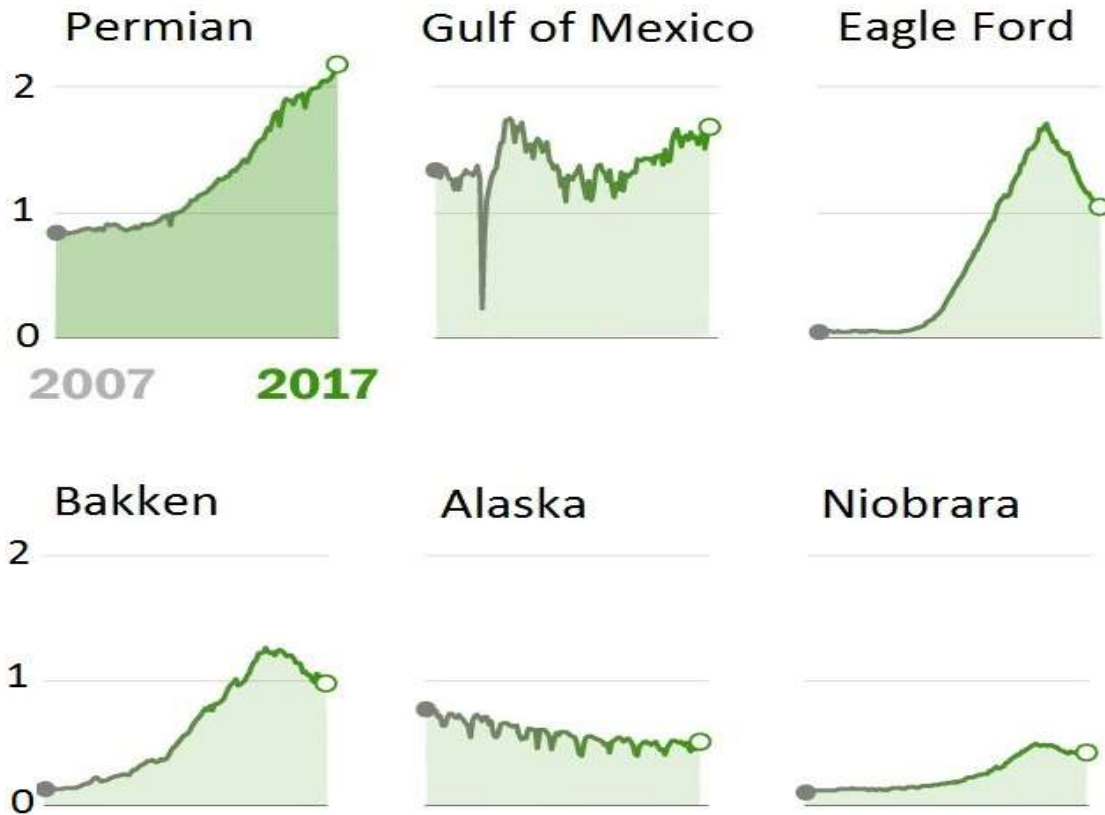 Permian
Gulf of Mexico
Eagle Ford
2
1
0
2007
2017
Bakken
Alaska
Niobrara
2
1
0